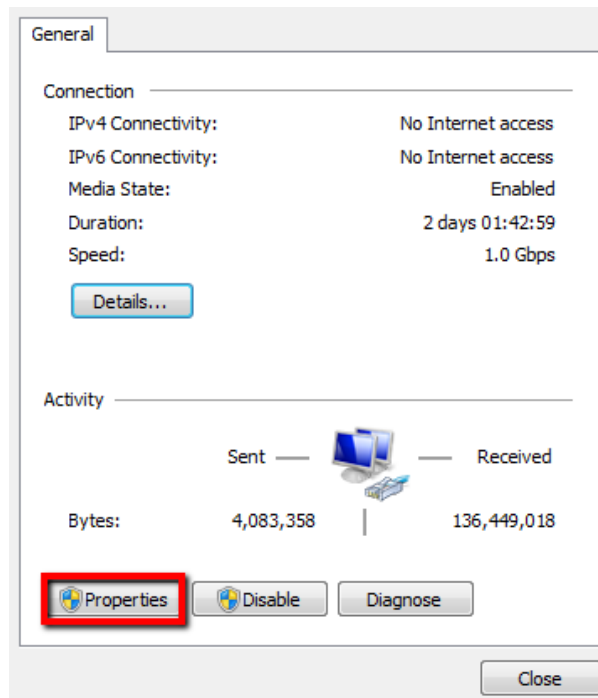 General
Connection
IPv4 Connectivity: No Internet access
IPv6 Connectivity: No Internet access
Media State: Enabled
Duration: 2 days 01:42:59
Speed: 1.0 Gbps
Details...
Activity
Sent Received
Bytes: 4,083,358 136,449,018
Properties Disable Diagnose
Close